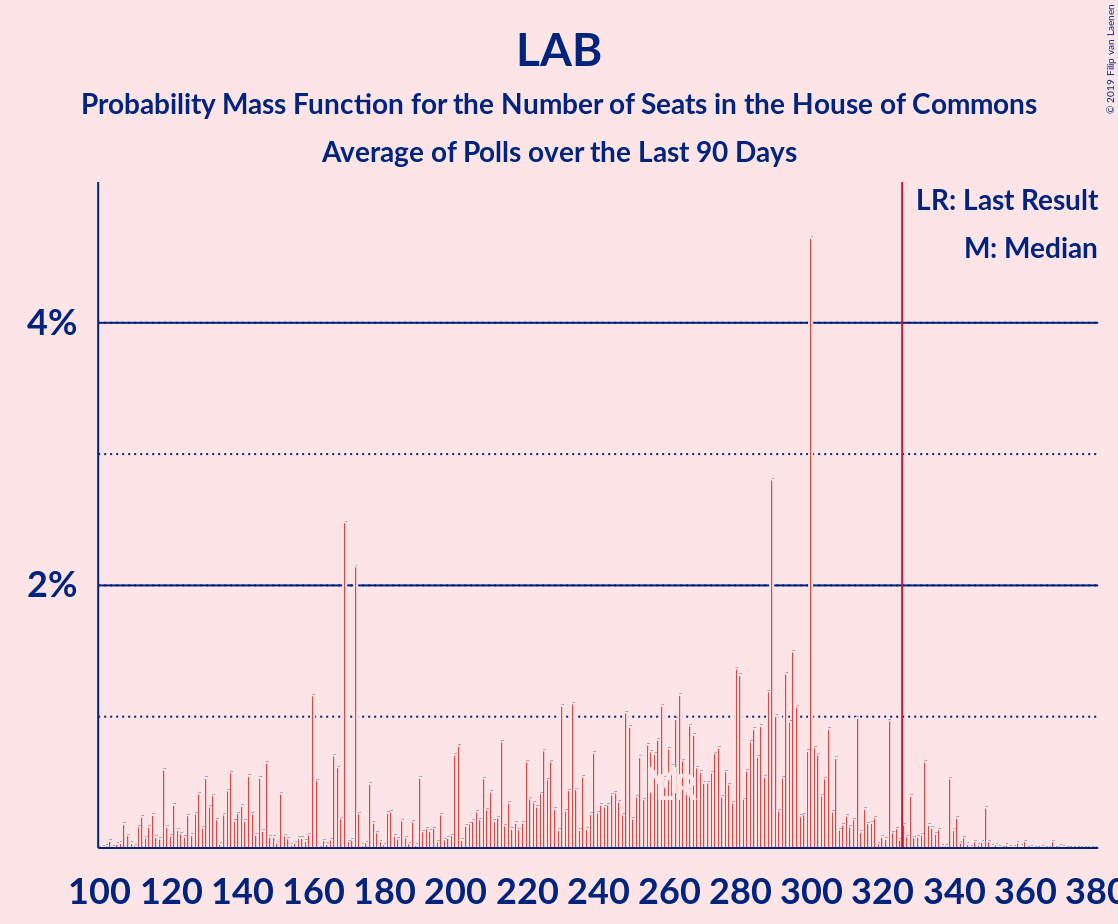 LAB
Probability Mass Function for the Number of Seats in the House of Commons
Average of Polls over the Last 90 Days
© 2019 Filip van Laenen
LR: Last Result
M: Median
4%
2%
100 120 140 160 180 200 220 240 260 280 300 320 340 360 380